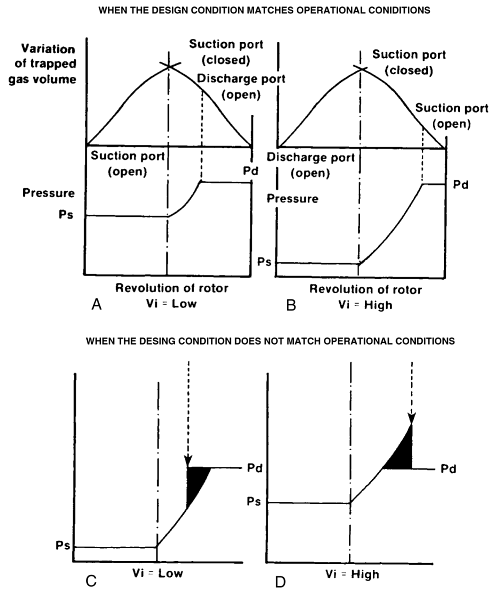 WHEN THE DESIGN CONDITION MATCHES OPERATIONAL CONDITIONS
Variation
of trapped
gas volume
Suction port
(closed)
Discharge port
(open)
Suction port
(open)
Pd
Pressure
Ps
Revolution of rotor
A
Vi = Low
Suction port
(closed)
Suction port
(open)
Discharge port
(open)
Pd
Pressure
Ps
Revolution of rotor
B
Vi = High
WHEN THE DESING CONDITION DOES NOT MATCH OPERATIONAL CONDITIONS
Pd
Ps
C
Vi = Low
Pd
Ps
D
Vi = High